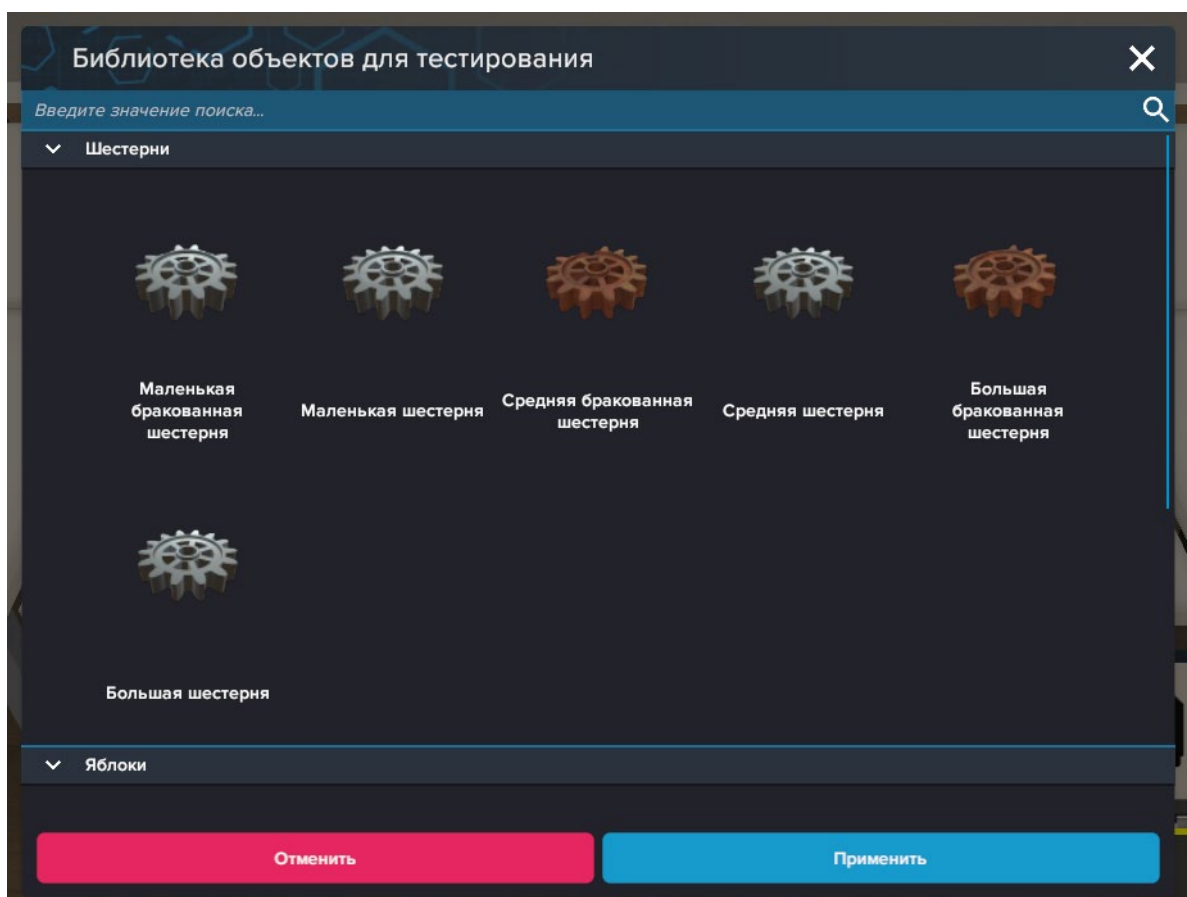 Библиотека объектов для тестирования
Введите значение поиска...
Шестерни
Маленькая
бракованная
шестерня
Маленькая шестерня
Средняя бракованная
шестерня
Средняя шестерня
Большая
бракованная
шестерня
Большая шестерня
Яблоки
Отменить
Применить